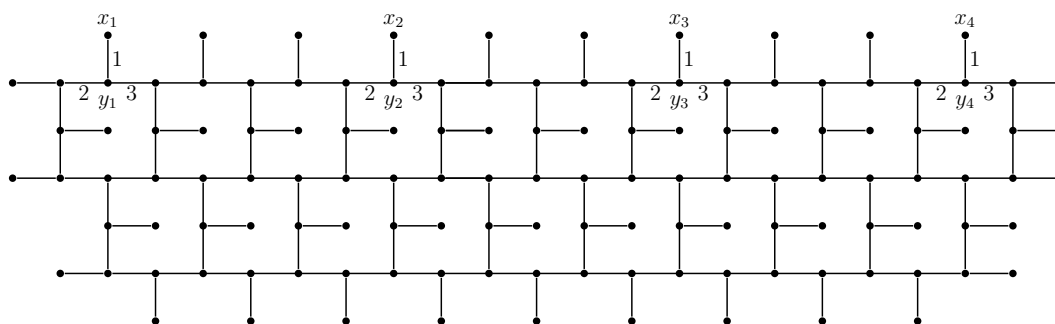 x₁ x₂ x₃ x₄
1 1 1 1
2 y₁ 3 2 y₂ 3 2 y₃ 3 2 y₄ 3